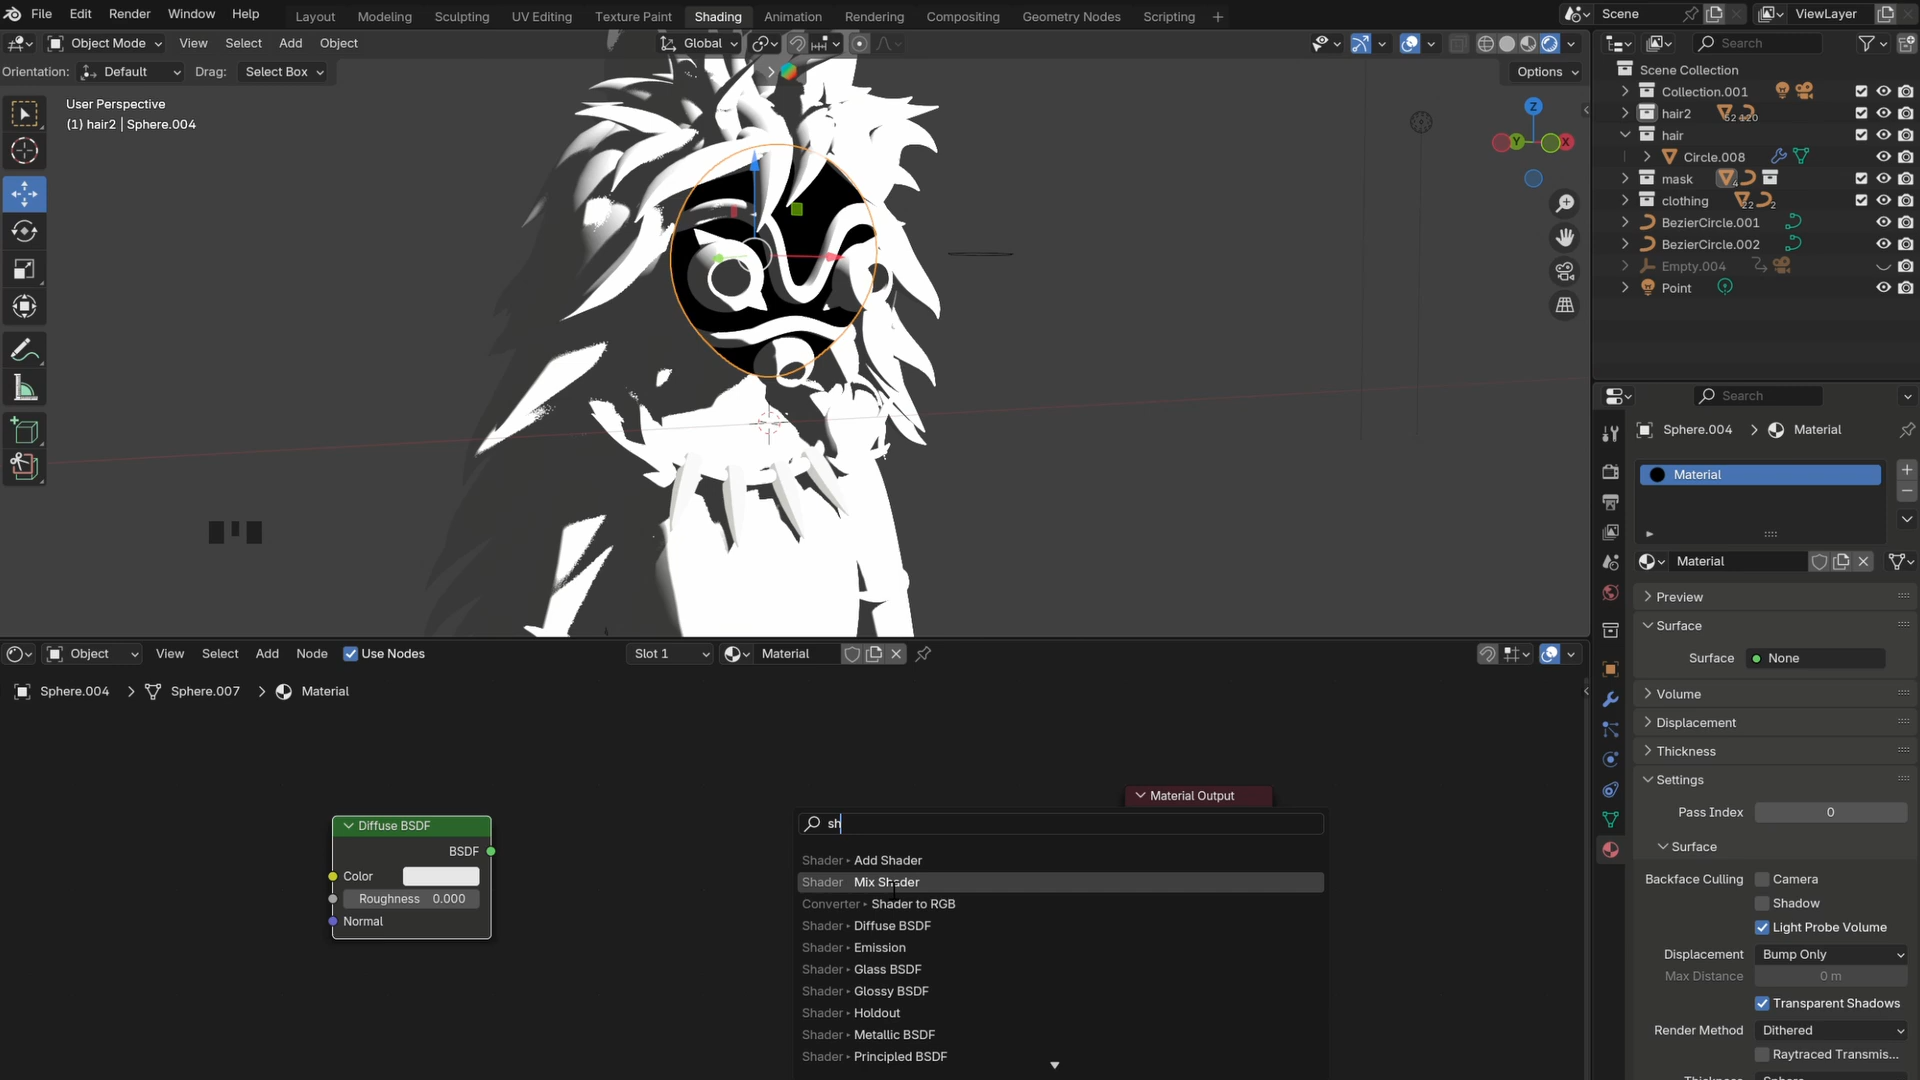 File Edit Render Window Help Layout Modeling Sculpting UV Editing Texture Paint Shading Animation Rendering Compositing Geometry Nodes Scripting + Scene ViewLayer
Object Mode View Select Add Object Global Search
Orientation: Default Drag: Select Box Options
User Perspective
(1) hair2 | Sphere.004
Z
Y
X
Scene Collection
Collection.001
hair2 52 120
hair
Circle.008
mask 4
clothing 22 2
BezierCircle.001
BezierCircle.002
Empty.004
Point
Search
Sphere.004 > Material
Material
Material
Preview
Surface
Surface None
Volume
Displacement
Thickness
Settings
Pass Index 0
Surface
Backface Culling Camera
Shadow
Light Probe Volume
Displacement Bump Only
Max Distance 0 m
Transparent Shadows
Render Method Dithered
Raytraced Transmis...
Object View Select Add Node Use Nodes Slot 1 Material
Sphere.004 > Sphere.007 > Material
Diffuse BSDF
BSDF
Color
Roughness 0.000
Normal
Material Output
sh
Shader Add Shader
Shader Mix Shader
Converter Shader to RGB
Shader Diffuse BSDF
Shader Emission
Shader Glass BSDF
Shader Glossy BSDF
Shader Holdout
Shader Metallic BSDF
Shader Principled BSDF